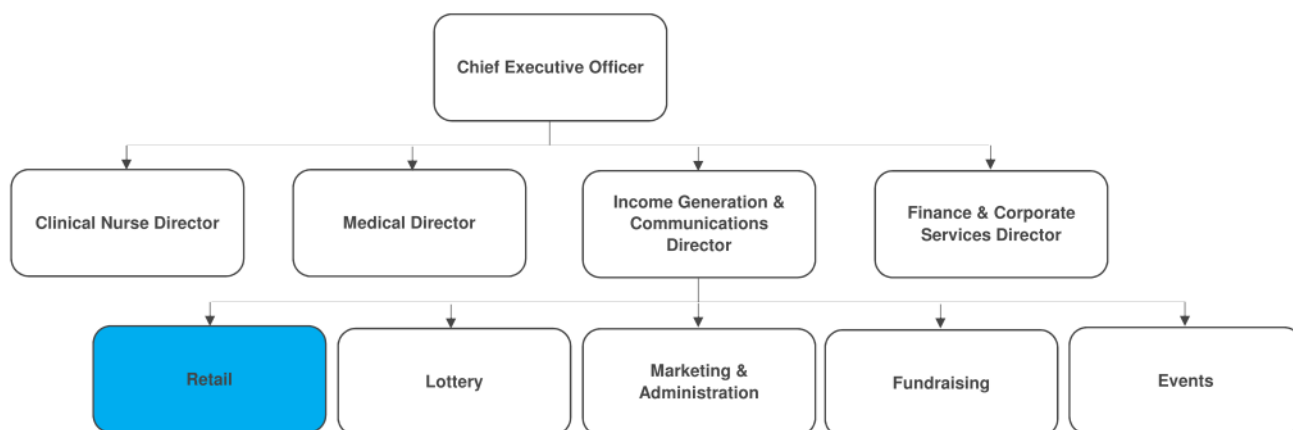 Chief Executive Officer
Clinical Nurse Director
Medical Director
Income Generation &
Communications
Director
Finance & Corporate
Services Director
Retail
Lottery
Marketing &
Administration
Fundraising
Events